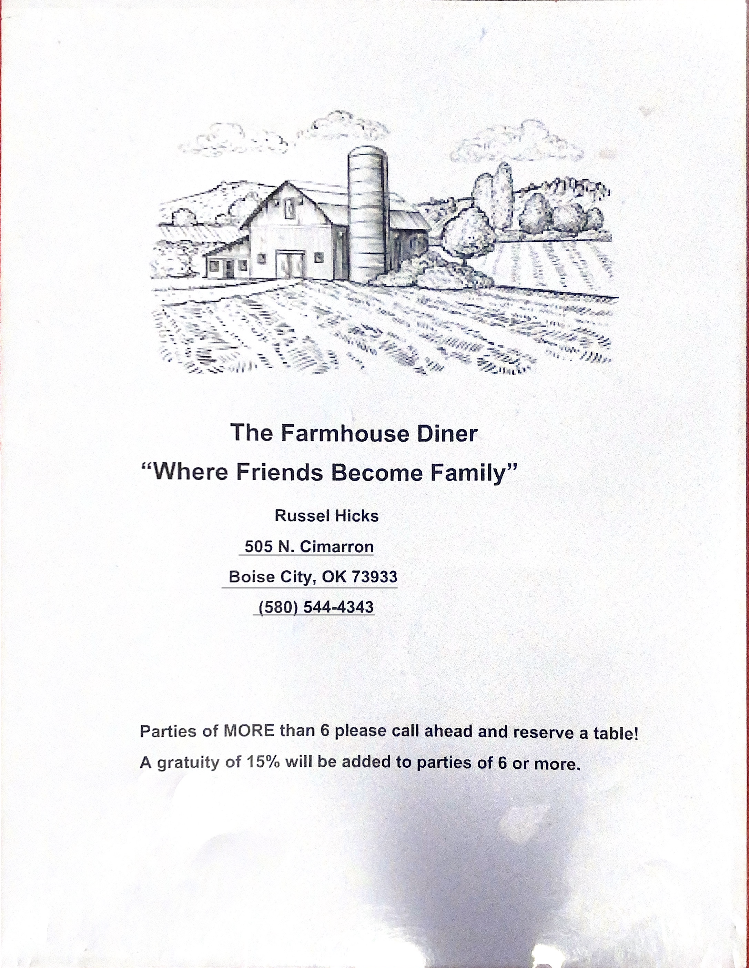 The Farmhouse Diner
“Where Friends Become Family”
Russel Hicks
505 N. Cimarron
Boise City, OK 73933
(580) 544-4343
Parties of MORE than 6 please call ahead and reserve a table!
A gratuity of 15% will be added to parties of 6 or more.